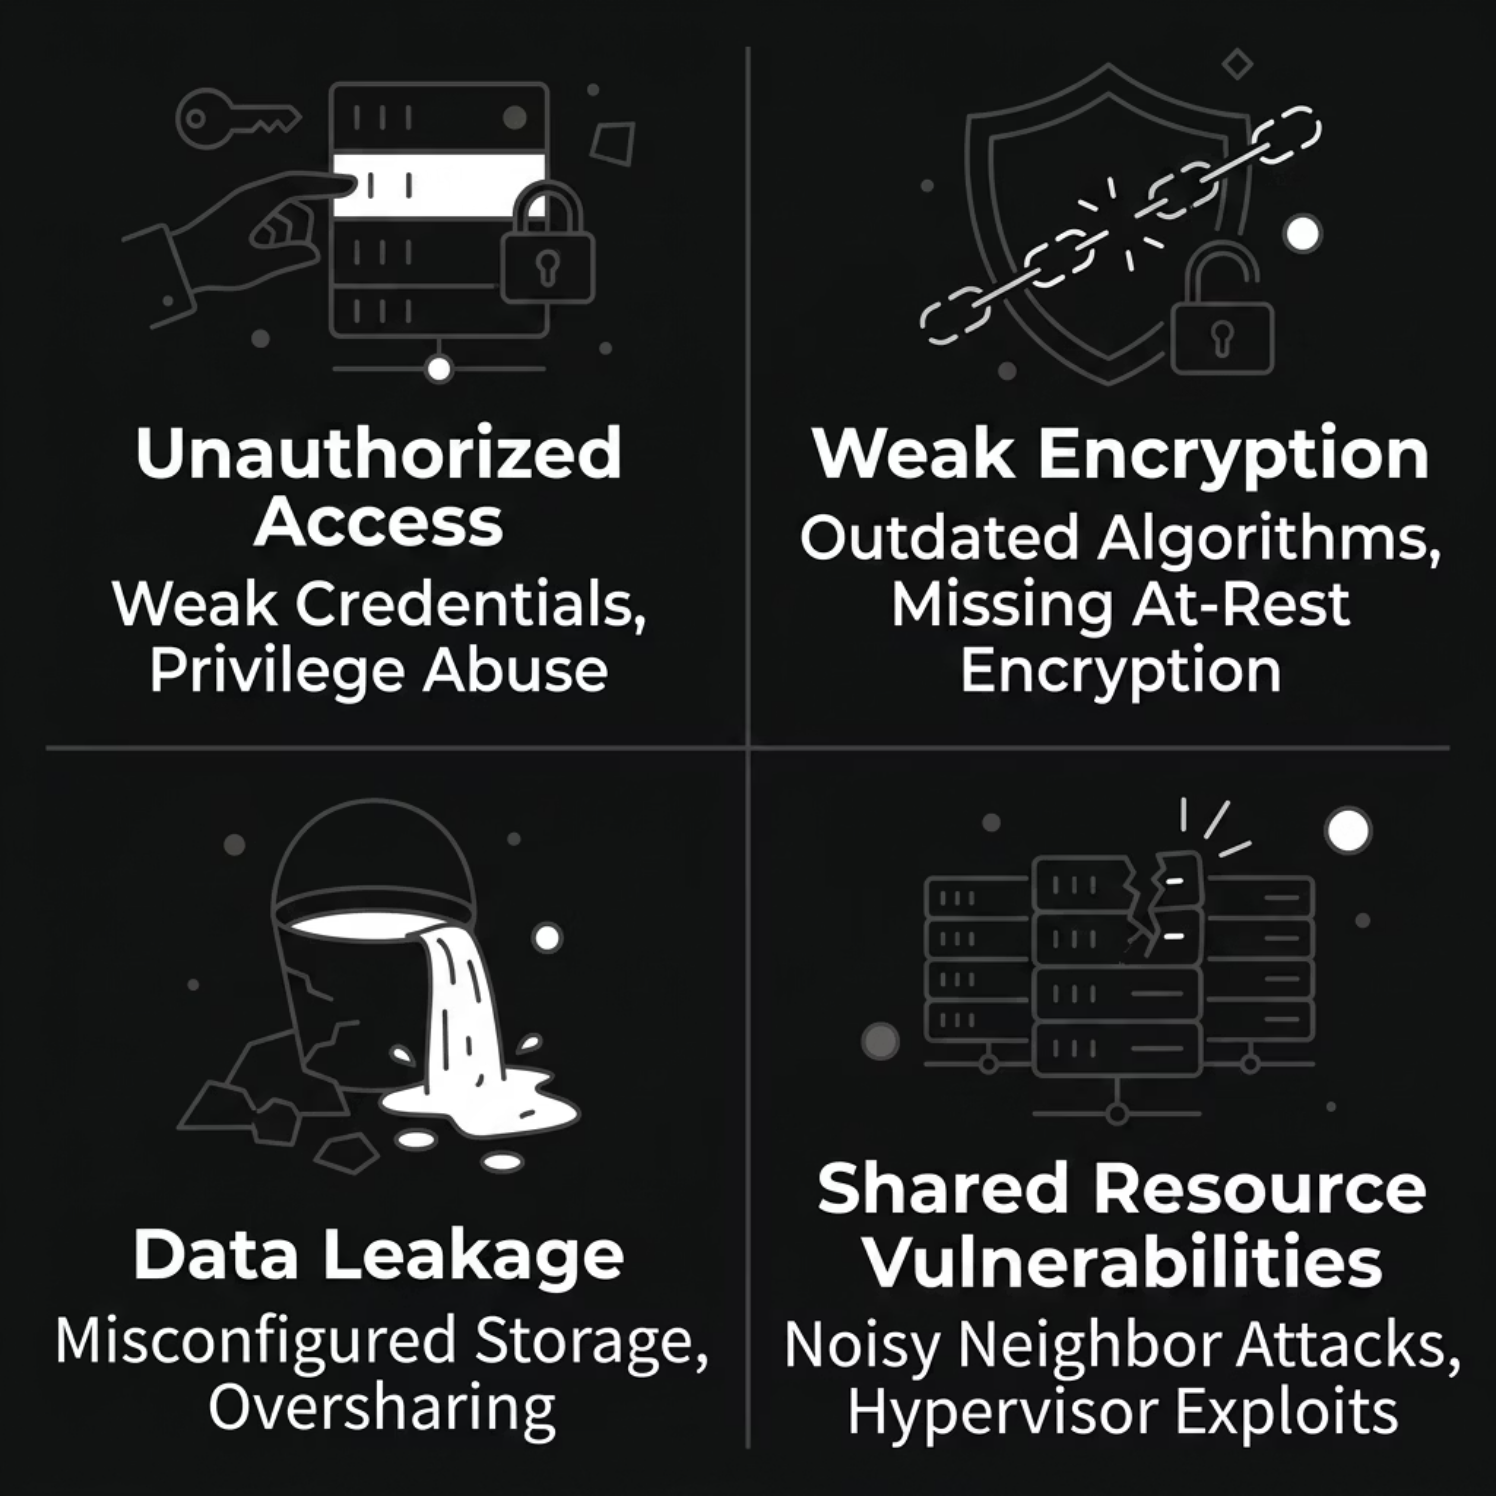 Unauthorized
Access
Weak Credentials,
Privilege Abuse
Weak Encryption
Outdated Algorithms,
Missing At-Rest
Encryption
Data Leakage
Misconfigured Storage,
Oversharing
Shared Resource
Vulnerabilities
Noisy Neighbor Attacks,
Hypervisor Exploits